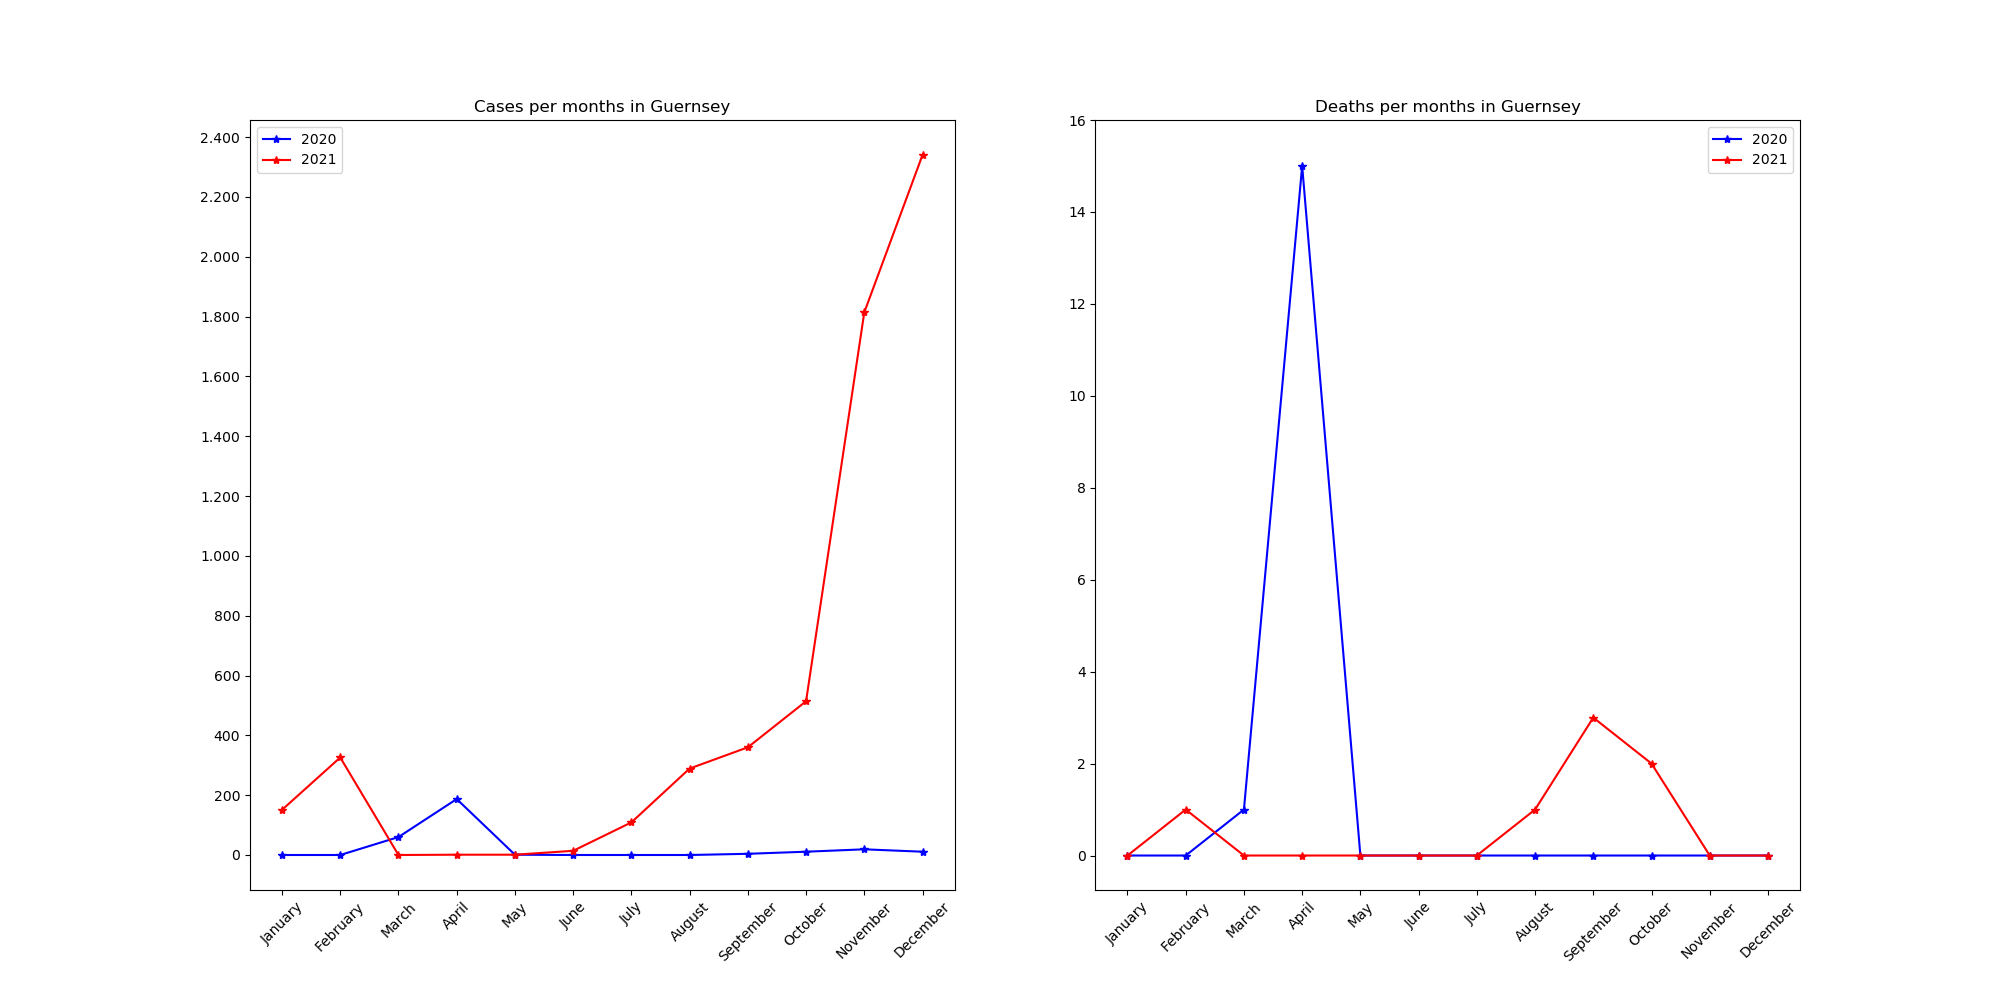 Cases per months in Guernsey
2020
2021
2.400
2.200
2.000
1.800
1.600
1.400
1.200
1.000
800
600
400
200
0
January
February
March
April
May
June
July
August
September
October
November
December
Deaths per months in Guernsey
2020
2021
16
14
12
10
8
6
4
2
0
January
February
March
April
May
June
July
August
September
October
November
December